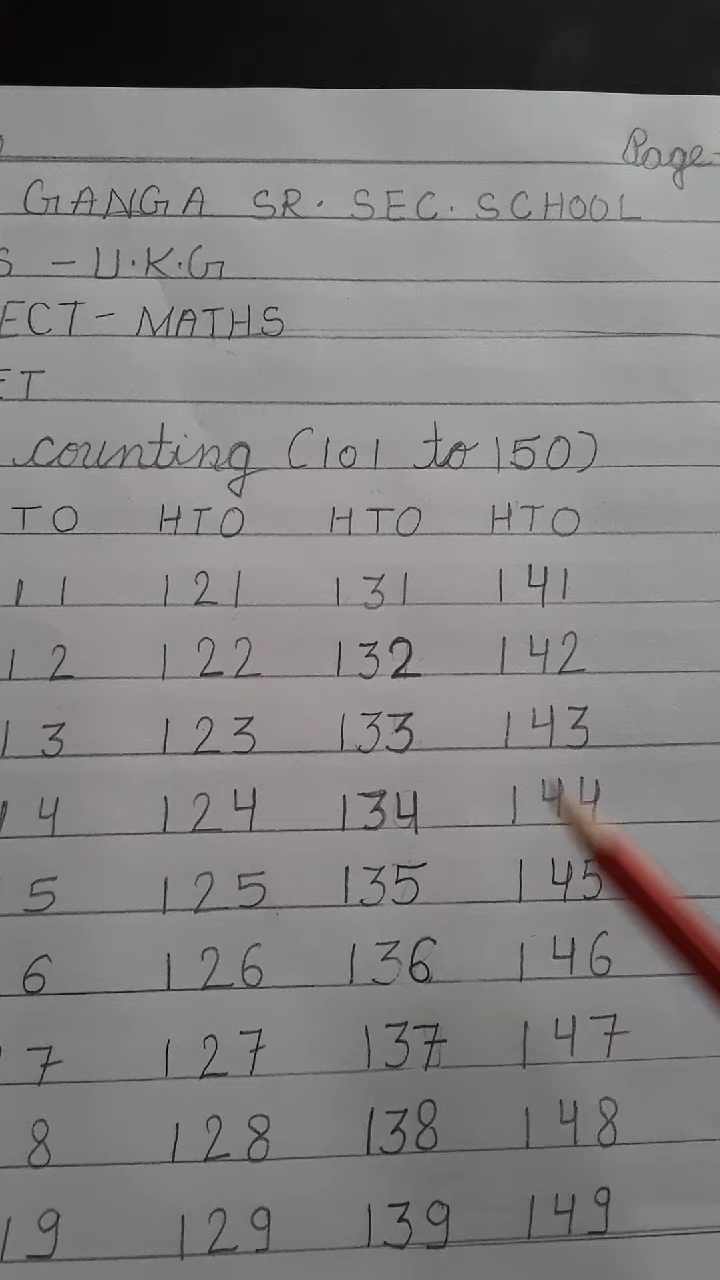 Page-
GANGA SR. SEC. SCHOOL
S - U.K.G
ECT - MATHS
ET
counting (101 to 150)
TO HTO HTO HTO
11 121 131 141
12 122 132 142
13 123 133 143
14 124 134 144
5 125 135 145
6 126 136 146
7 127 137 147
8 128 138 148
19 129 139 149